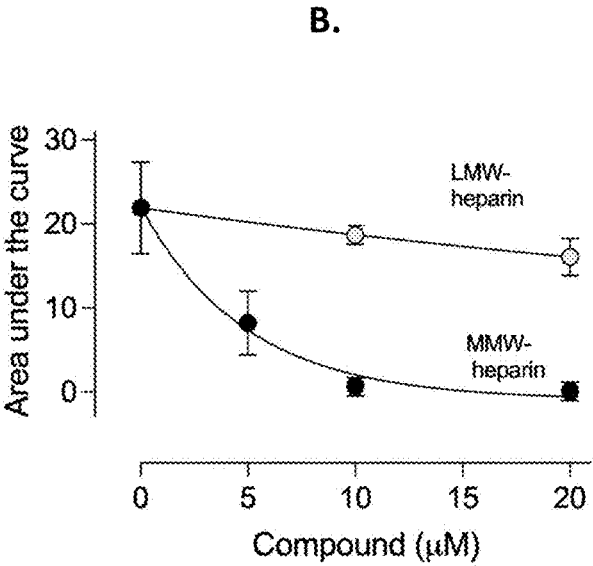 B.
Area under the curve
30
20
10
0
LMW-
heparin
MMW-
heparin
0 5 10 15 20
Compound (μM)